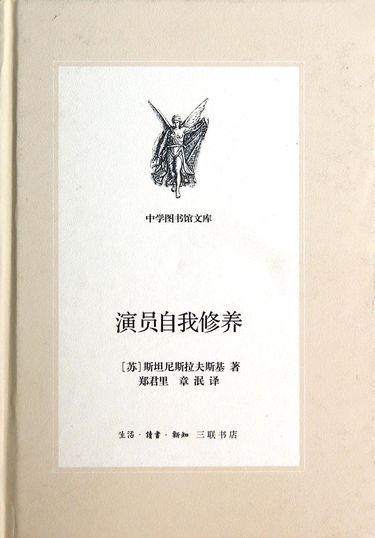 中学图书馆文库
演员自我修养
［苏］斯坦尼斯拉夫斯基 著
郑君里 章泯 译
生活·讀書·新知 三联书店